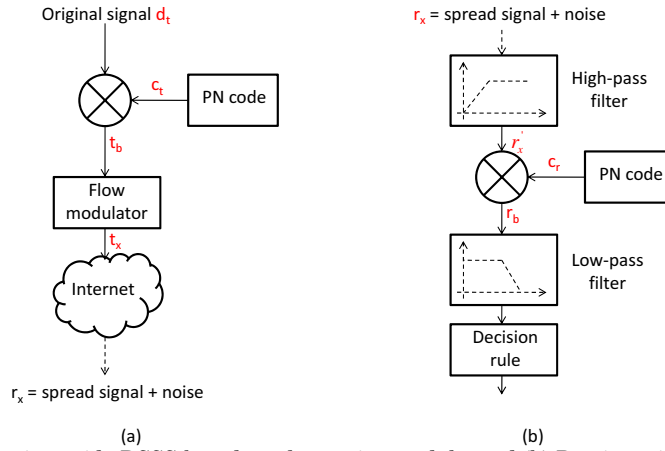 Original signal d_t
c_t
PN code
t_b
Flow
modulator
t_x
Internet
r_x = spread signal + noise
(a)
r_x = spread signal + noise
High-pass
filter
r_x'
c_r
PN code
r_b
Low-pass
filter
Decision
rule
(b)